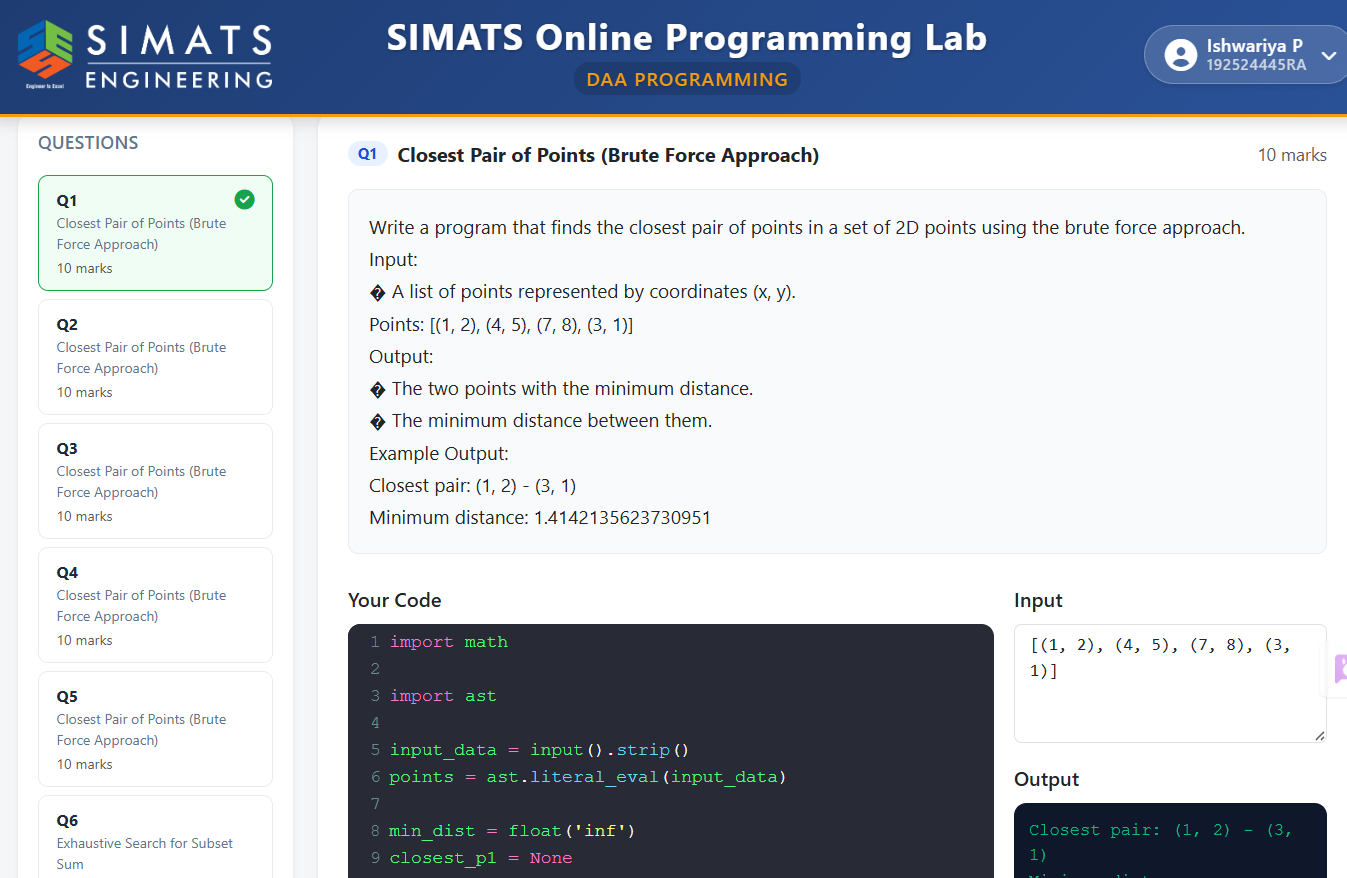 SIMATS
ENGINEERING
Engineer to Excel
SIMATS Online Programming Lab
DAA PROGRAMMING
Ishwariya P
192524445RA
QUESTIONS
Q1
Closest Pair of Points (Brute
Force Approach)
10 marks
Q2
Closest Pair of Points (Brute
Force Approach)
10 marks
Q3
Closest Pair of Points (Brute
Force Approach)
10 marks
Q4
Closest Pair of Points (Brute
Force Approach)
10 marks
Q5
Closest Pair of Points (Brute
Force Approach)
10 marks
Q6
Exhaustive Search for Subset
Sum
Q1 Closest Pair of Points (Brute Force Approach) 10 marks
Write a program that finds the closest pair of points in a set of 2D points using the brute force approach.
Input:
� A list of points represented by coordinates (x, y).
Points: [(1, 2), (4, 5), (7, 8), (3, 1)]
Output:
� The two points with the minimum distance.
� The minimum distance between them.
Example Output:
Closest pair: (1, 2) - (3, 1)
Minimum distance: 1.4142135623730951
Your Code
1 import math
2
3 import ast
4
5 input_data = input().strip()
6 points = ast.literal_eval(input_data)
7
8 min_dist = float('inf')
9 closest_p1 = None
Input
[(1, 2), (4, 5), (7, 8), (3,
1)]
Output
Closest pair: (1, 2) - (3,
1)